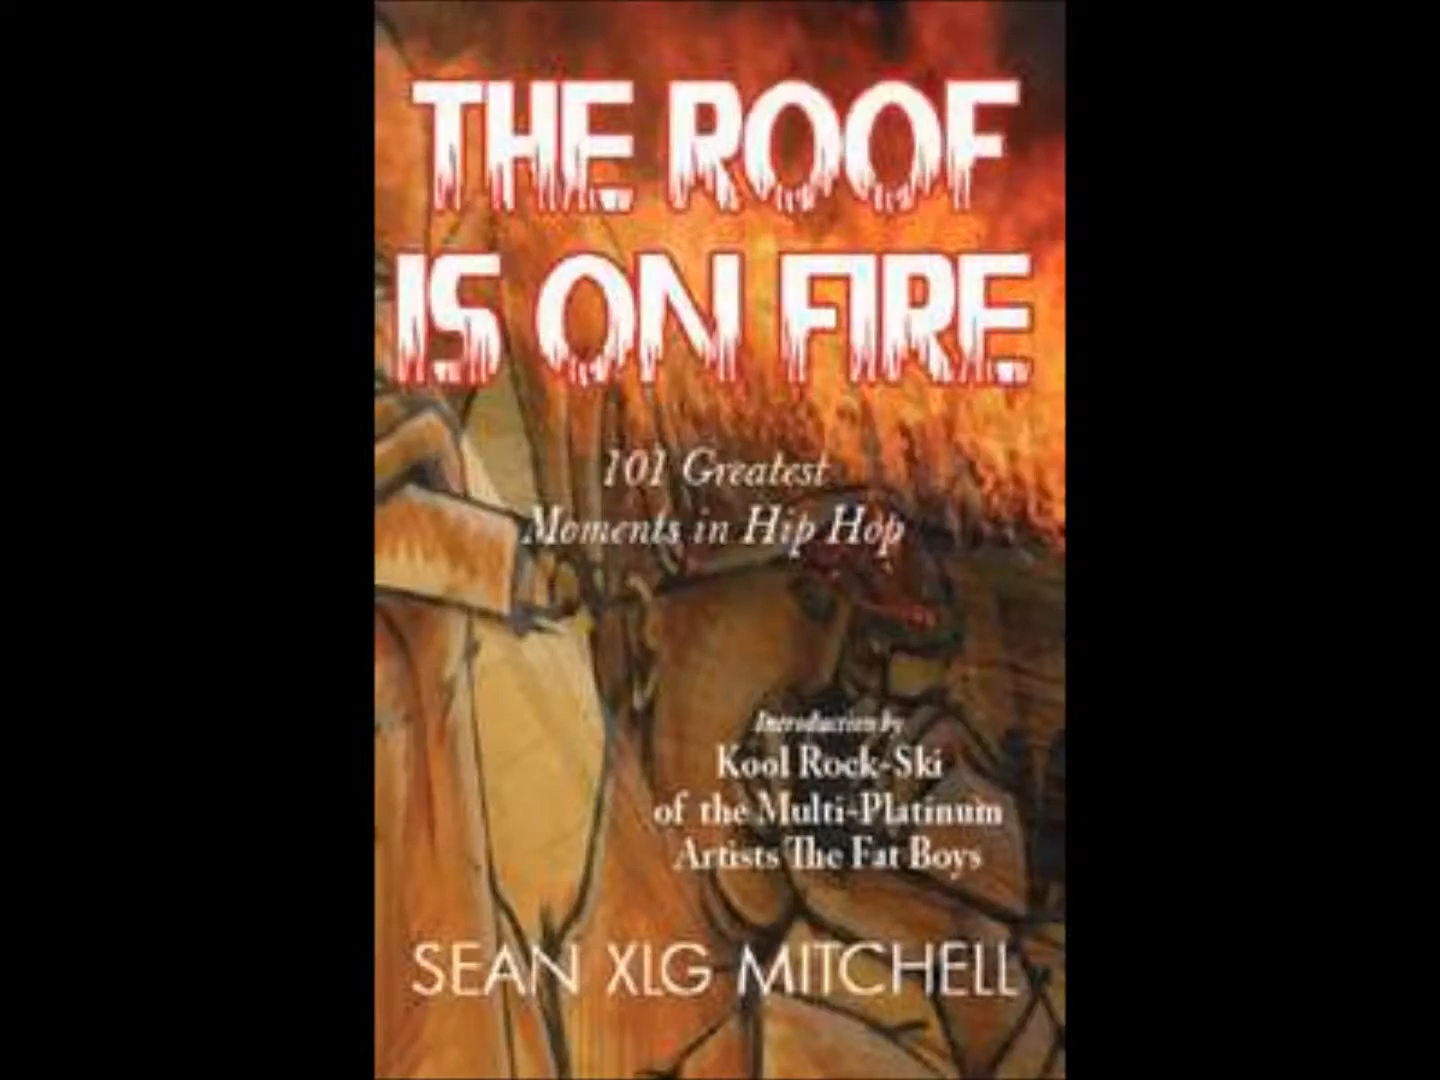 THE ROOF
IS ON FIRE
101 Greatest
Moments in Hip Hop
Introduction by
Kool Rock-Ski
of the Multi-Platinum
Artists The Fat Boys
SEAN XLG MITCHELL